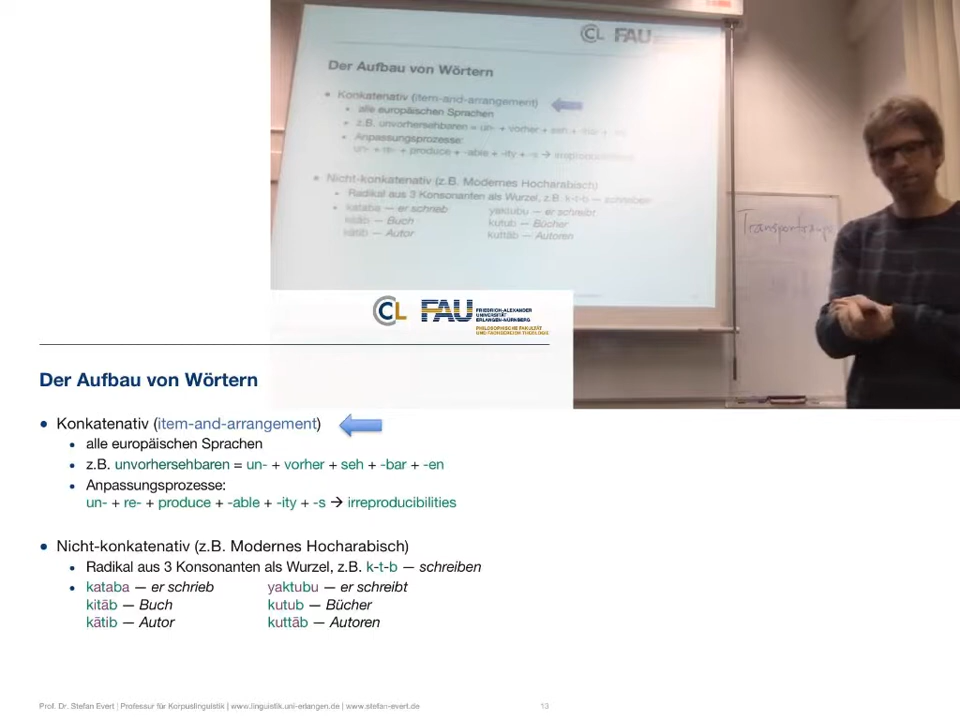 CL FAU
Der Aufbau von Wörtern
Konkatenativ (item-and-arrangement)
alle europäischen Sprachen
z.B. unvorhersehbaren = un- + vorher + seh + -bar + -en
Anpassungsprozesse:
un- + re- + produce + -able + -ity + -s → irreproducibilities
Nicht-konkatenativ (z.B. Modernes Hocharabisch)
Radikal aus 3 Konsonanten als Wurzel, z.B. k-t-b — schreiben
kataba — er schrieb yaktubu — er schreibt
kitāb — Buch kutub — Bücher
kātib — Autor kuttāb — Autoren
CL FAU FRIEDRICH-ALEXANDER
UNIVERSITÄT
ERLANGEN-NÜRNBERG
PHILOSOPHISCHE FAKULTÄT
UND FACHBEREICH THEOLOGIE
Der Aufbau von Wörtern
• Konkatenativ (item-and-arrangement)
• alle europäischen Sprachen
• z.B. unvorhersehbaren = un- + vorher + seh + -bar + -en
• Anpassungsprozesse:
un- + re- + produce + -able + -ity + -s → irreproducibilities
• Nicht-konkatenativ (z.B. Modernes Hocharabisch)
• Radikal aus 3 Konsonanten als Wurzel, z.B. k-t-b — schreiben
• kataba — er schrieb yaktubu — er schreibt
kitāb — Buch kutub — Bücher
kātib — Autor kuttāb — Autoren
Prof. Dr. Stefan Evert | Professur für Korpuslinguistik | www.linguistik.uni-erlangen.de | www.stefan-evert.de 13